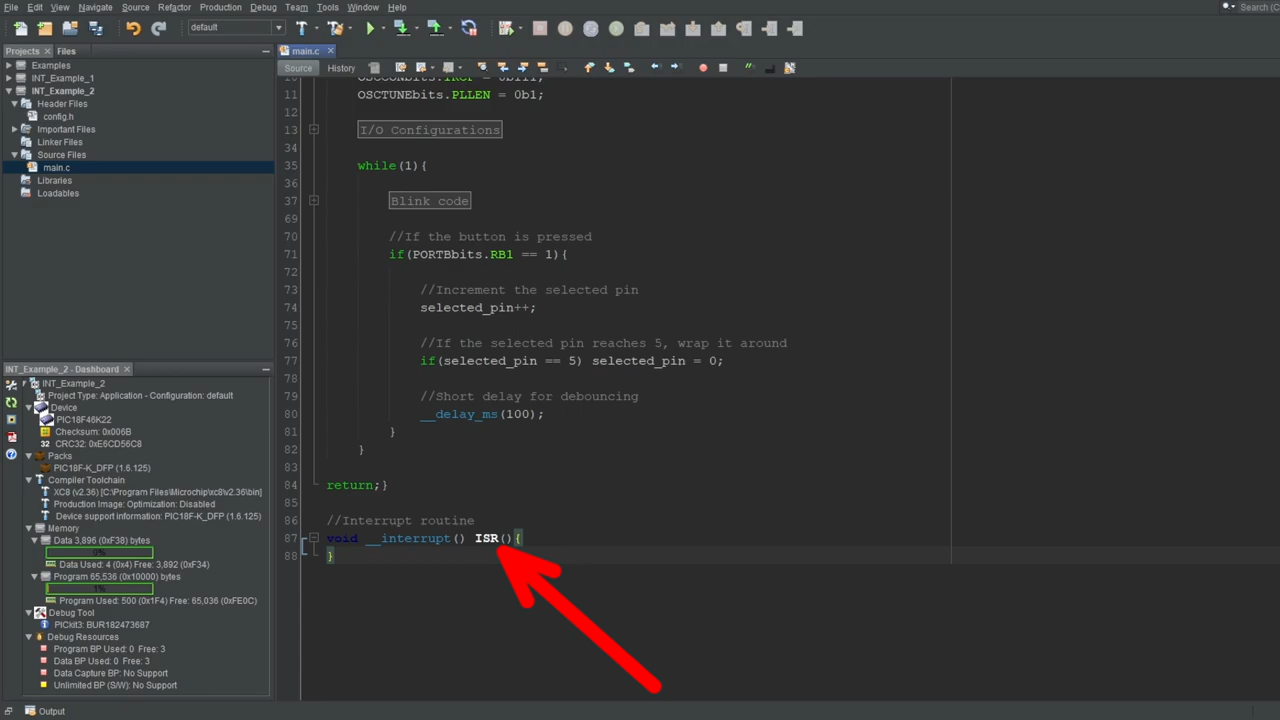 File Edit View Navigate Source Refactor Production Debug Team Tools Window Help
Search (C
default
Projects Files
main.c
Examples
INT_Example_1
INT_Example_2
Header Files
config.h
Important Files
Linker Files
Source Files
main.c
Libraries
Loadables
Source History
11 OSCTUNEbits.PLLEN = 0b1;
12
13 I/O Configurations
34
35 while(1){
36
37 Blink code
69
70 //If the button is pressed
71 if(PORTBbits.RB1 == 1){
72
73 //Increment the selected pin
74 selected_pin++;
75
76 //If the selected pin reaches 5, wrap it around
77 if(selected_pin == 5) selected_pin = 0;
78
79 //Short delay for debouncing
80 __delay_ms(100);
81 }
82 }
83
84 return;}
85
86 //Interrupt routine
87 void __interrupt() ISR(){
88 }
INT_Example_2 - Dashboard
INT_Example_2
Project Type: Application - Configuration: default
Device
PIC18F46K22
Checksum: 0x006B
32 CRC32: 0xE6CD56C8
Packs
PIC18F-K_DFP (1.6.125)
Compiler Toolchain
XC8 (v2.36) [C:\Program Files\Microchip\xc8\v2.36\bin]
Production Image: Optimization: Disabled
Device support information: PIC18F-K_DFP (1.6.125)
Memory
Data 3,896 (0xF38) bytes
0%
Data Used: 4 (0x4) Free: 3,892 (0xF34)
Program 65,536 (0x10000) bytes
1%
Program Used: 500 (0x1F4) Free: 65,036 (0xFE0C)
Debug Tool
PICkit3: BUR182473687
Debug Resources
Program BP Used: 0 Free: 3
Data BP Used: 0 Free: 3
Data Capture BP: No Support
Unlimited BP (S/W): No Support
Output